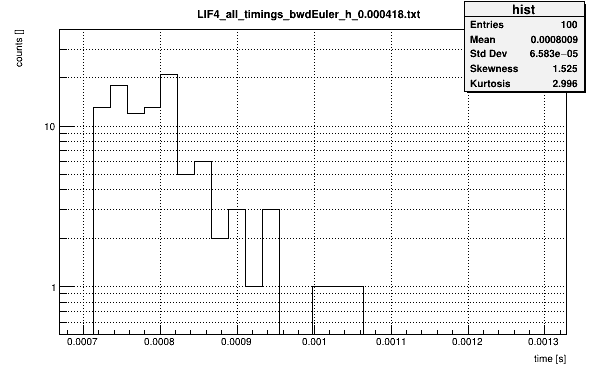 LIF4_all_timings_bwdEuler_h_0.000418.txt
hist
Entries 100
Mean 0.0008009
Std Dev 6.583e−05
Skewness 1.525
Kurtosis 2.996
counts []
10
1
0.0007 0.0008 0.0009 0.001 0.0011 0.0012 0.0013
time [s]